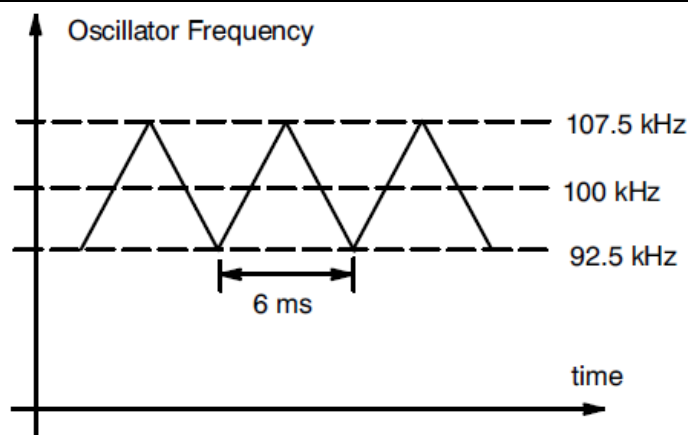 Oscillator Frequency
107.5 kHz
100 kHz
92.5 kHz
6 ms
time